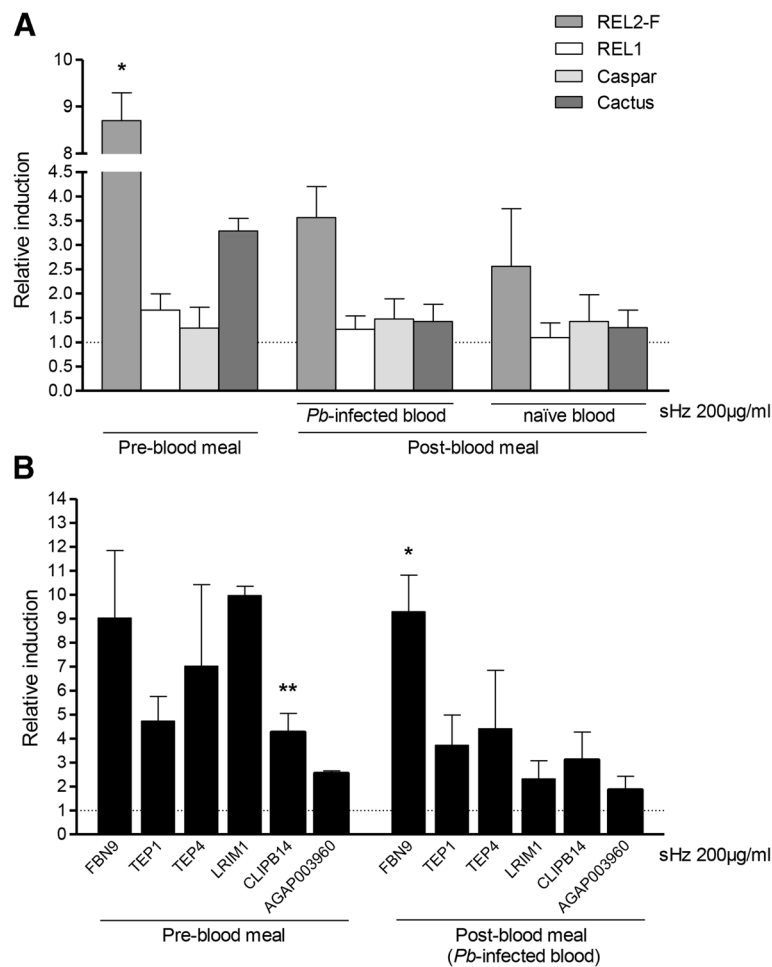 A
REL2-F
REL1
Caspar
Cactus
*
10
9
8
4.5
4.0
3.5
3.0
2.5
2.0
1.5
1.0
0.5
0.0
Relative induction
Pb-infected blood
naïve blood
sHz 200µg/ml
Pre-blood meal
Post-blood meal
B
14
13
12
11
10
9
8
7
6
5
4
3
2
1
0
Relative induction
**
*
FBN9
TEP1
TEP4
LRIM1
CLIPB14
AGAP003960
FBN9
TEP1
TEP4
LRIM1
CLIPB14
AGAP003960
sHz 200µg/ml
Pre-blood meal
Post-blood meal
(Pb-infected blood)